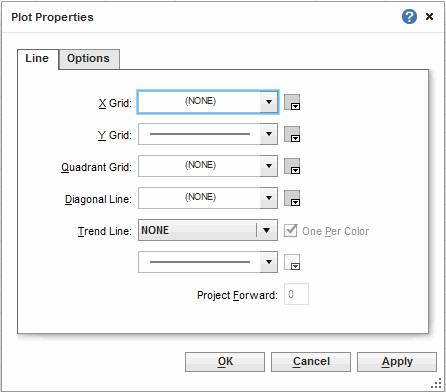 Plot Properties ?
Line Options
X Grid: (NONE)
Y Grid:
Quadrant Grid: (NONE)
Diagonal Line: (NONE)
Trend Line: NONE One Per Color
Project Forward: 0
OK Cancel Apply